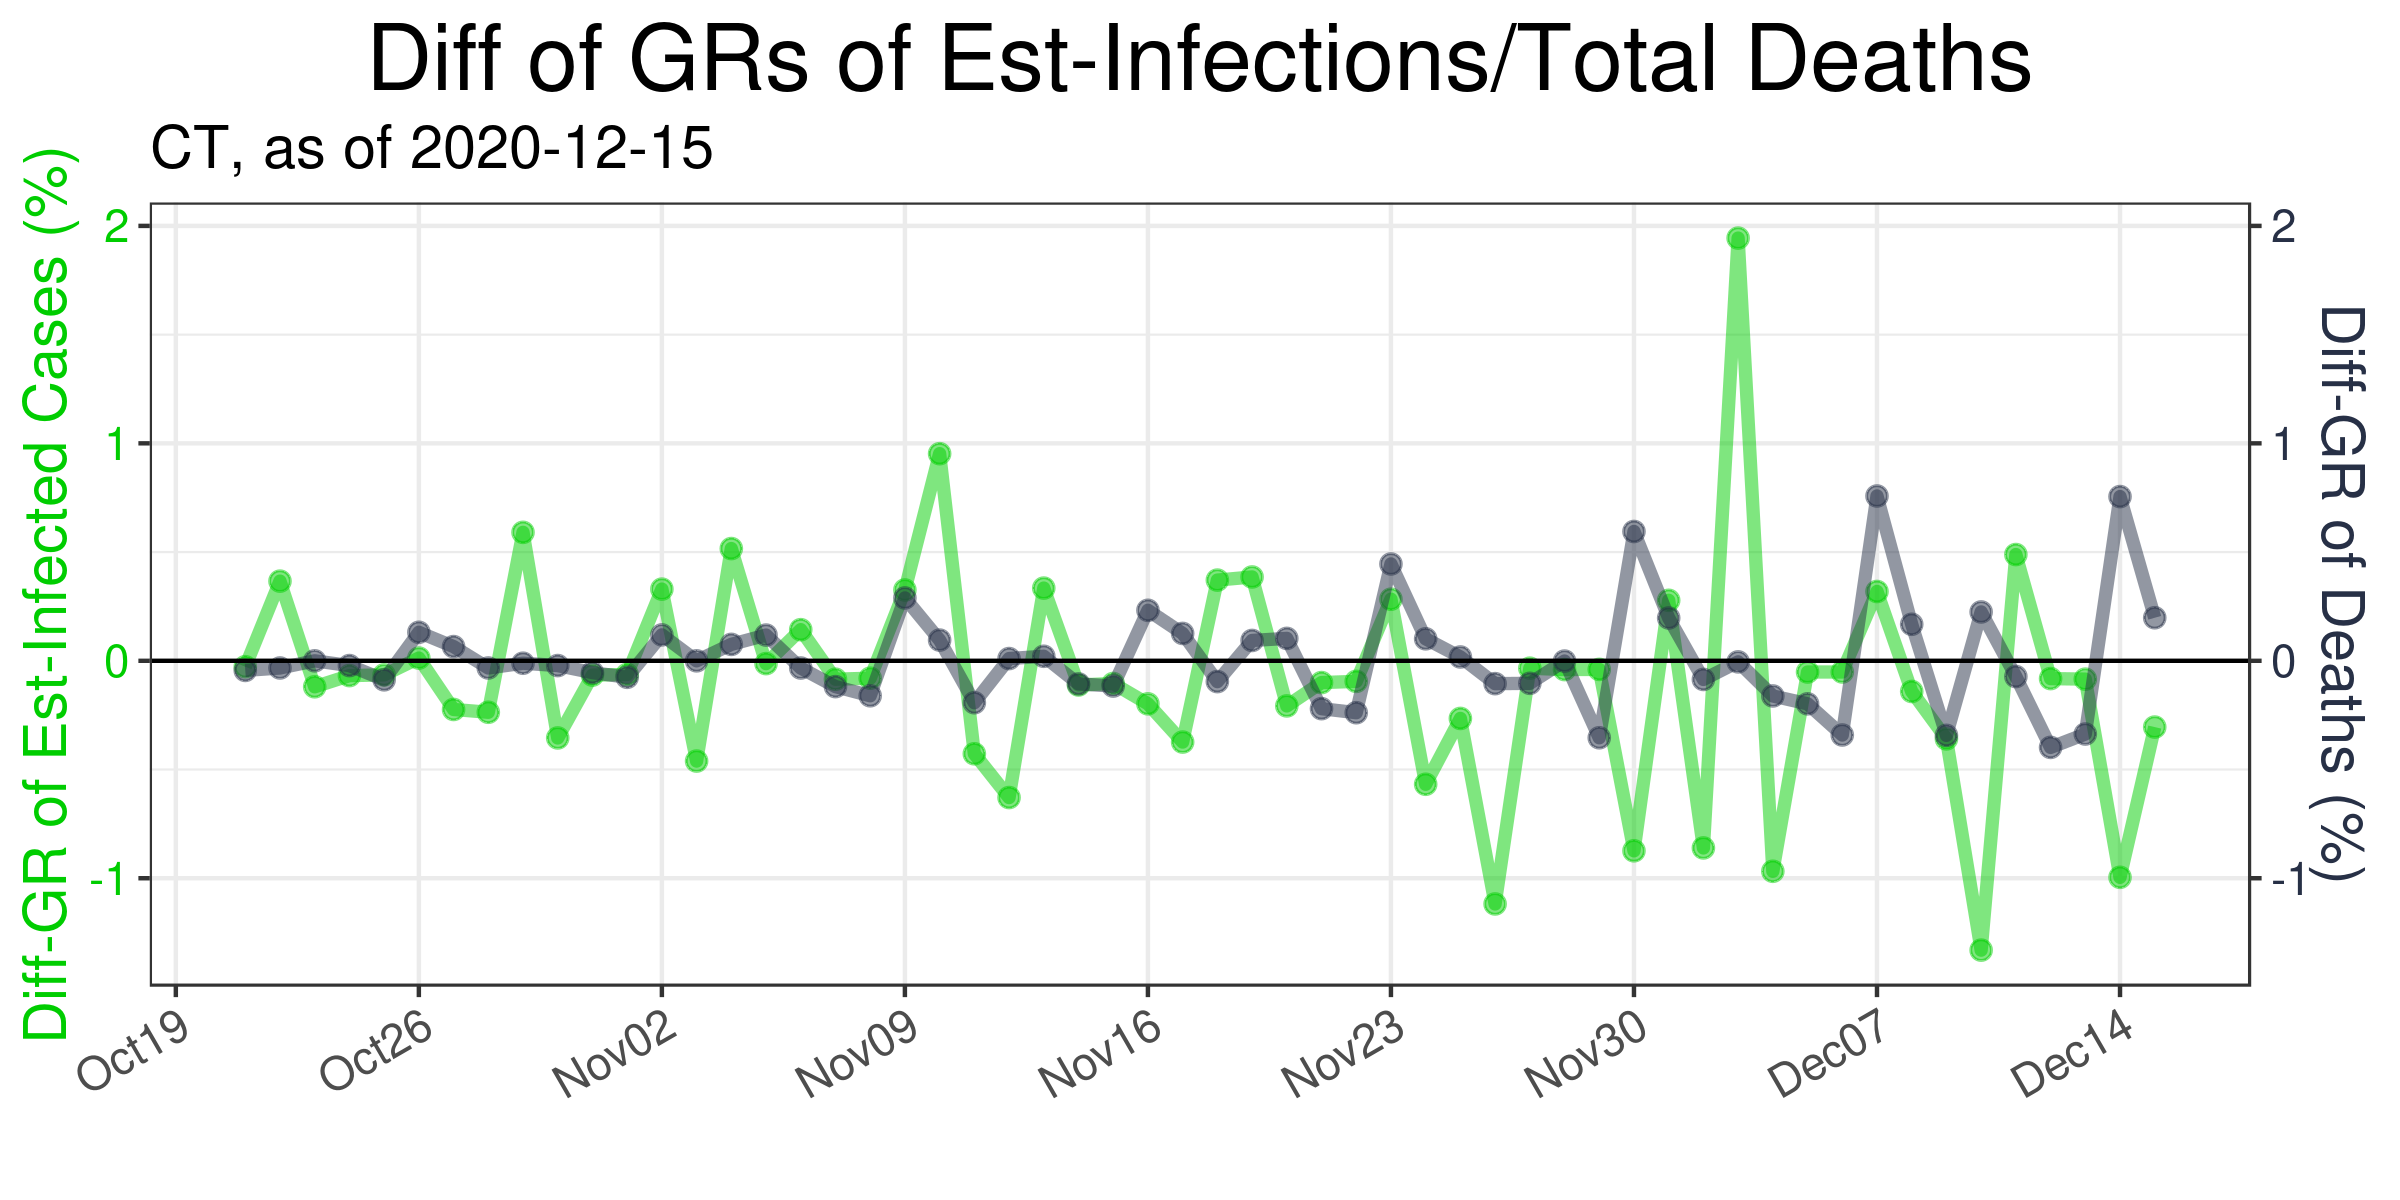 Diff of GRs of Est-Infections/Total Deaths
CT, as of 2020-12-15
Diff-GR of Est-Infected Cases (%)
2
1
0
-1
2
1
0
-1
Diff-GR of Deaths (%)
Oct19
Oct26
Nov02
Nov09
Nov16
Nov23
Nov30
Dec07
Dec14